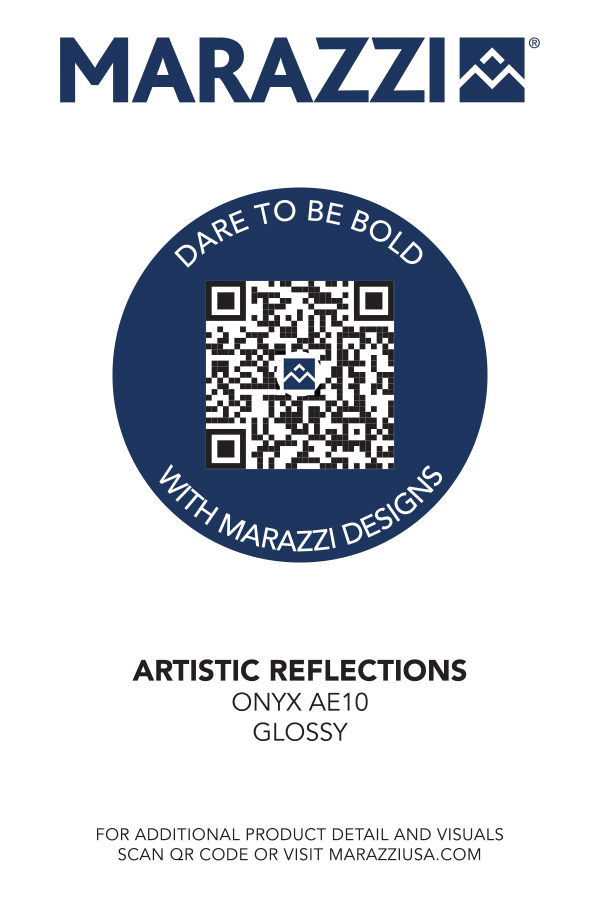 MARAZZI®
DARE TO BE BOLD
WITH MARAZZI DESIGNS
ARTISTIC REFLECTIONS
ONYX AE10
GLOSSY
FOR ADDITIONAL PRODUCT DETAIL AND VISUALS
SCAN QR CODE OR VISIT MARAZZIUSA.COM